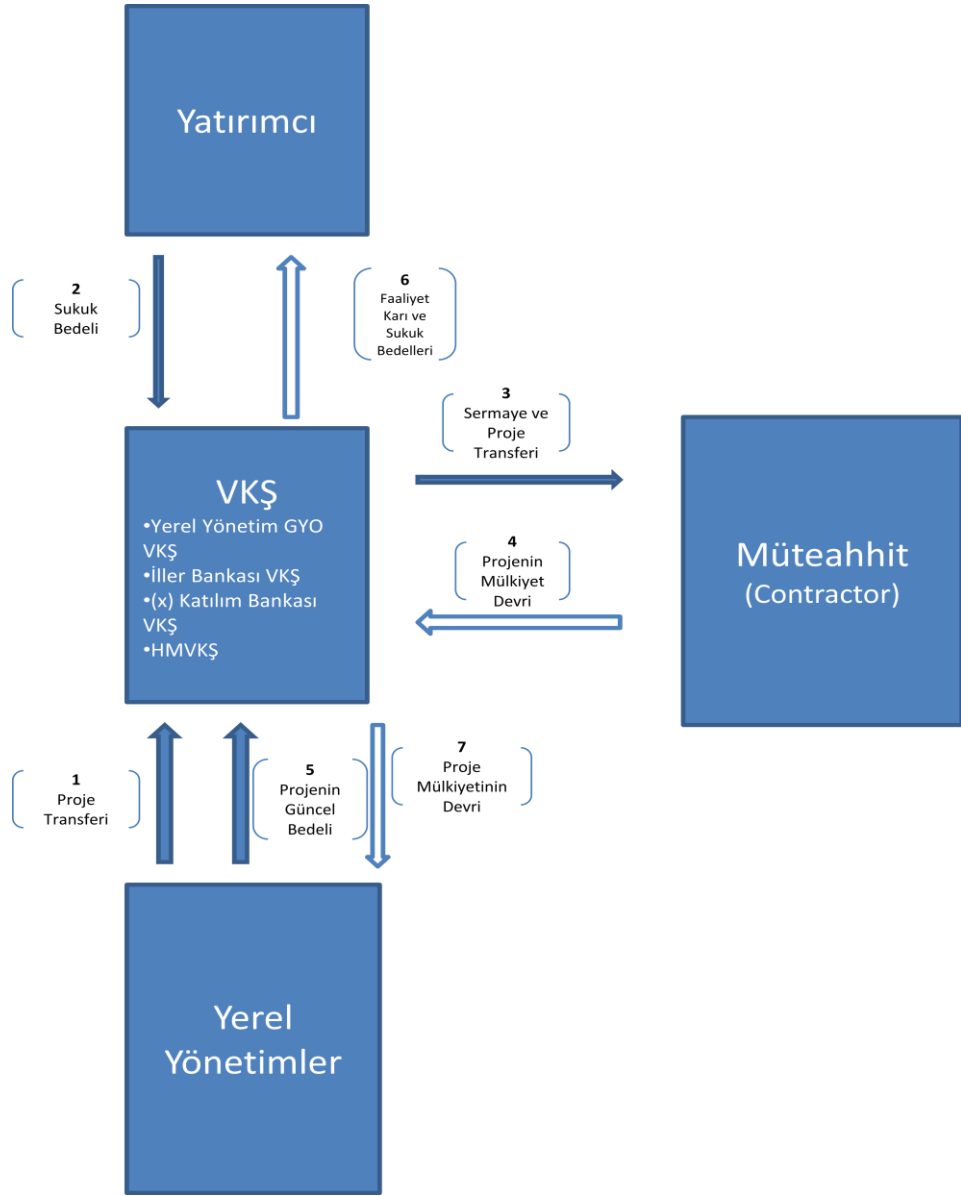 Yatırımcı
2
Sukuk
Bedeli
6
Faaliyet
Karı ve
Sukuk
Bedelleri
3
Sermaye ve
Proje
Transferi
VKŞ
•Yerel Yönetim GYO
VKŞ
•İller Bankası VKŞ
•(x) Katılım Bankası
VKŞ
•HMVKŞ
4
Projenin
Mülkiyet
Devri
Müteahhit
(Contractor)
1
Proje
Transferi
5
Projenin
Güncel
Bedeli
7
Proje
Mülkiyetinin
Devri
Yerel
Yönetimler